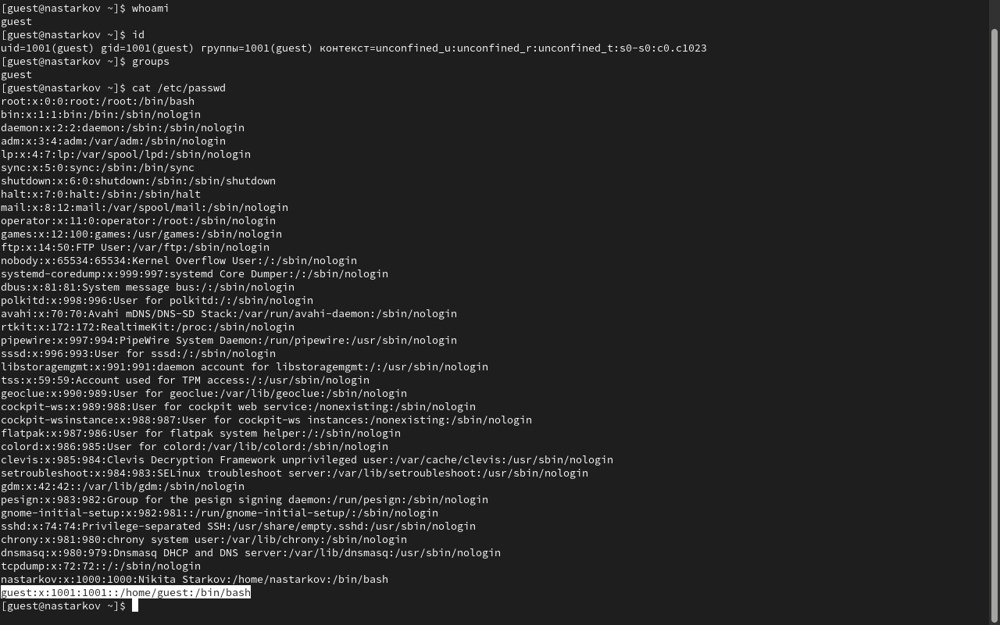 [guest@nastarkov ~]$ whoami
guest
[guest@nastarkov ~]$ id
uid=1001(guest) gid=1001(guest) группы=1001(guest) контекст=unconfined_u:unconfined_r:unconfined_t:s0-s0:c0.c1023
[guest@nastarkov ~]$ groups
guest
[guest@nastarkov ~]$ cat /etc/passwd
root:x:0:0:root:/root:/bin/bash
bin:x:1:1:bin:/bin:/sbin/nologin
daemon:x:2:2:daemon:/sbin:/sbin/nologin
adm:x:3:4:adm:/var/adm:/sbin/nologin
lp:x:4:7:lp:/var/spool/lpd:/sbin/nologin
sync:x:5:0:sync:/sbin:/bin/sync
shutdown:x:6:0:shutdown:/sbin:/sbin/shutdown
halt:x:7:0:halt:/sbin:/sbin/halt
mail:x:8:12:mail:/var/spool/mail:/sbin/nologin
operator:x:11:0:operator:/root:/sbin/nologin
games:x:12:100:games:/usr/games:/sbin/nologin
ftp:x:14:50:FTP User:/var/ftp:/sbin/nologin
nobody:x:65534:65534:Kernel Overflow User:/:/sbin/nologin
systemd-coredump:x:999:997:systemd Core Dumper:/:/sbin/nologin
dbus:x:81:81:System message bus:/:/sbin/nologin
polkitd:x:998:996:User for polkitd:/:/sbin/nologin
avahi:x:70:70:Avahi mDNS/DNS-SD Stack:/var/run/avahi-daemon:/sbin/nologin
rtkit:x:172:172:RealtimeKit:/proc:/sbin/nologin
pipewire:x:997:994:PipeWire System Daemon:/run/pipewire:/usr/sbin/nologin
sssd:x:996:993:User for sssd:/:/sbin/nologin
libstoragemgmt:x:991:991:daemon account for libstoragemgmt:/:/usr/sbin/nologin
tss:x:59:59:Account used for TPM access:/:/usr/sbin/nologin
geoclue:x:990:989:User for geoclue:/var/lib/geoclue:/sbin/nologin
cockpit-ws:x:989:988:User for cockpit web service:/nonexisting:/sbin/nologin
cockpit-wsinstance:x:988:987:User for cockpit-ws instances:/nonexisting:/sbin/nologin
flatpak:x:987:986:User for flatpak system helper:/:/sbin/nologin
colord:x:986:985:User for colord:/var/lib/colord:/sbin/nologin
clevis:x:985:984:Clevis Decryption Framework unprivileged user:/var/cache/clevis:/usr/sbin/nologin
setroubleshoot:x:984:983:SELinux troubleshoot server:/var/lib/setroubleshoot:/usr/sbin/nologin
gdm:x:42:42::/var/lib/gdm:/sbin/nologin
pesign:x:983:982:Group for the pesign signing daemon:/run/pesign:/sbin/nologin
gnome-initial-setup:x:982:981::/run/gnome-initial-setup/:/sbin/nologin
sshd:x:74:74:Privilege-separated SSH:/usr/share/empty.sshd:/usr/sbin/nologin
chrony:x:981:980:chrony system user:/var/lib/chrony:/sbin/nologin
dnsmasq:x:980:979:Dnsmasq DHCP and DNS server:/var/lib/dnsmasq:/usr/sbin/nologin
tcpdump:x:72:72::/:/sbin/nologin
nastarkov:x:1000:1000:Nikita Starkov:/home/nastarkov:/bin/bash
guest:x:1001:1001::/home/guest:/bin/bash
[guest@nastarkov ~]$